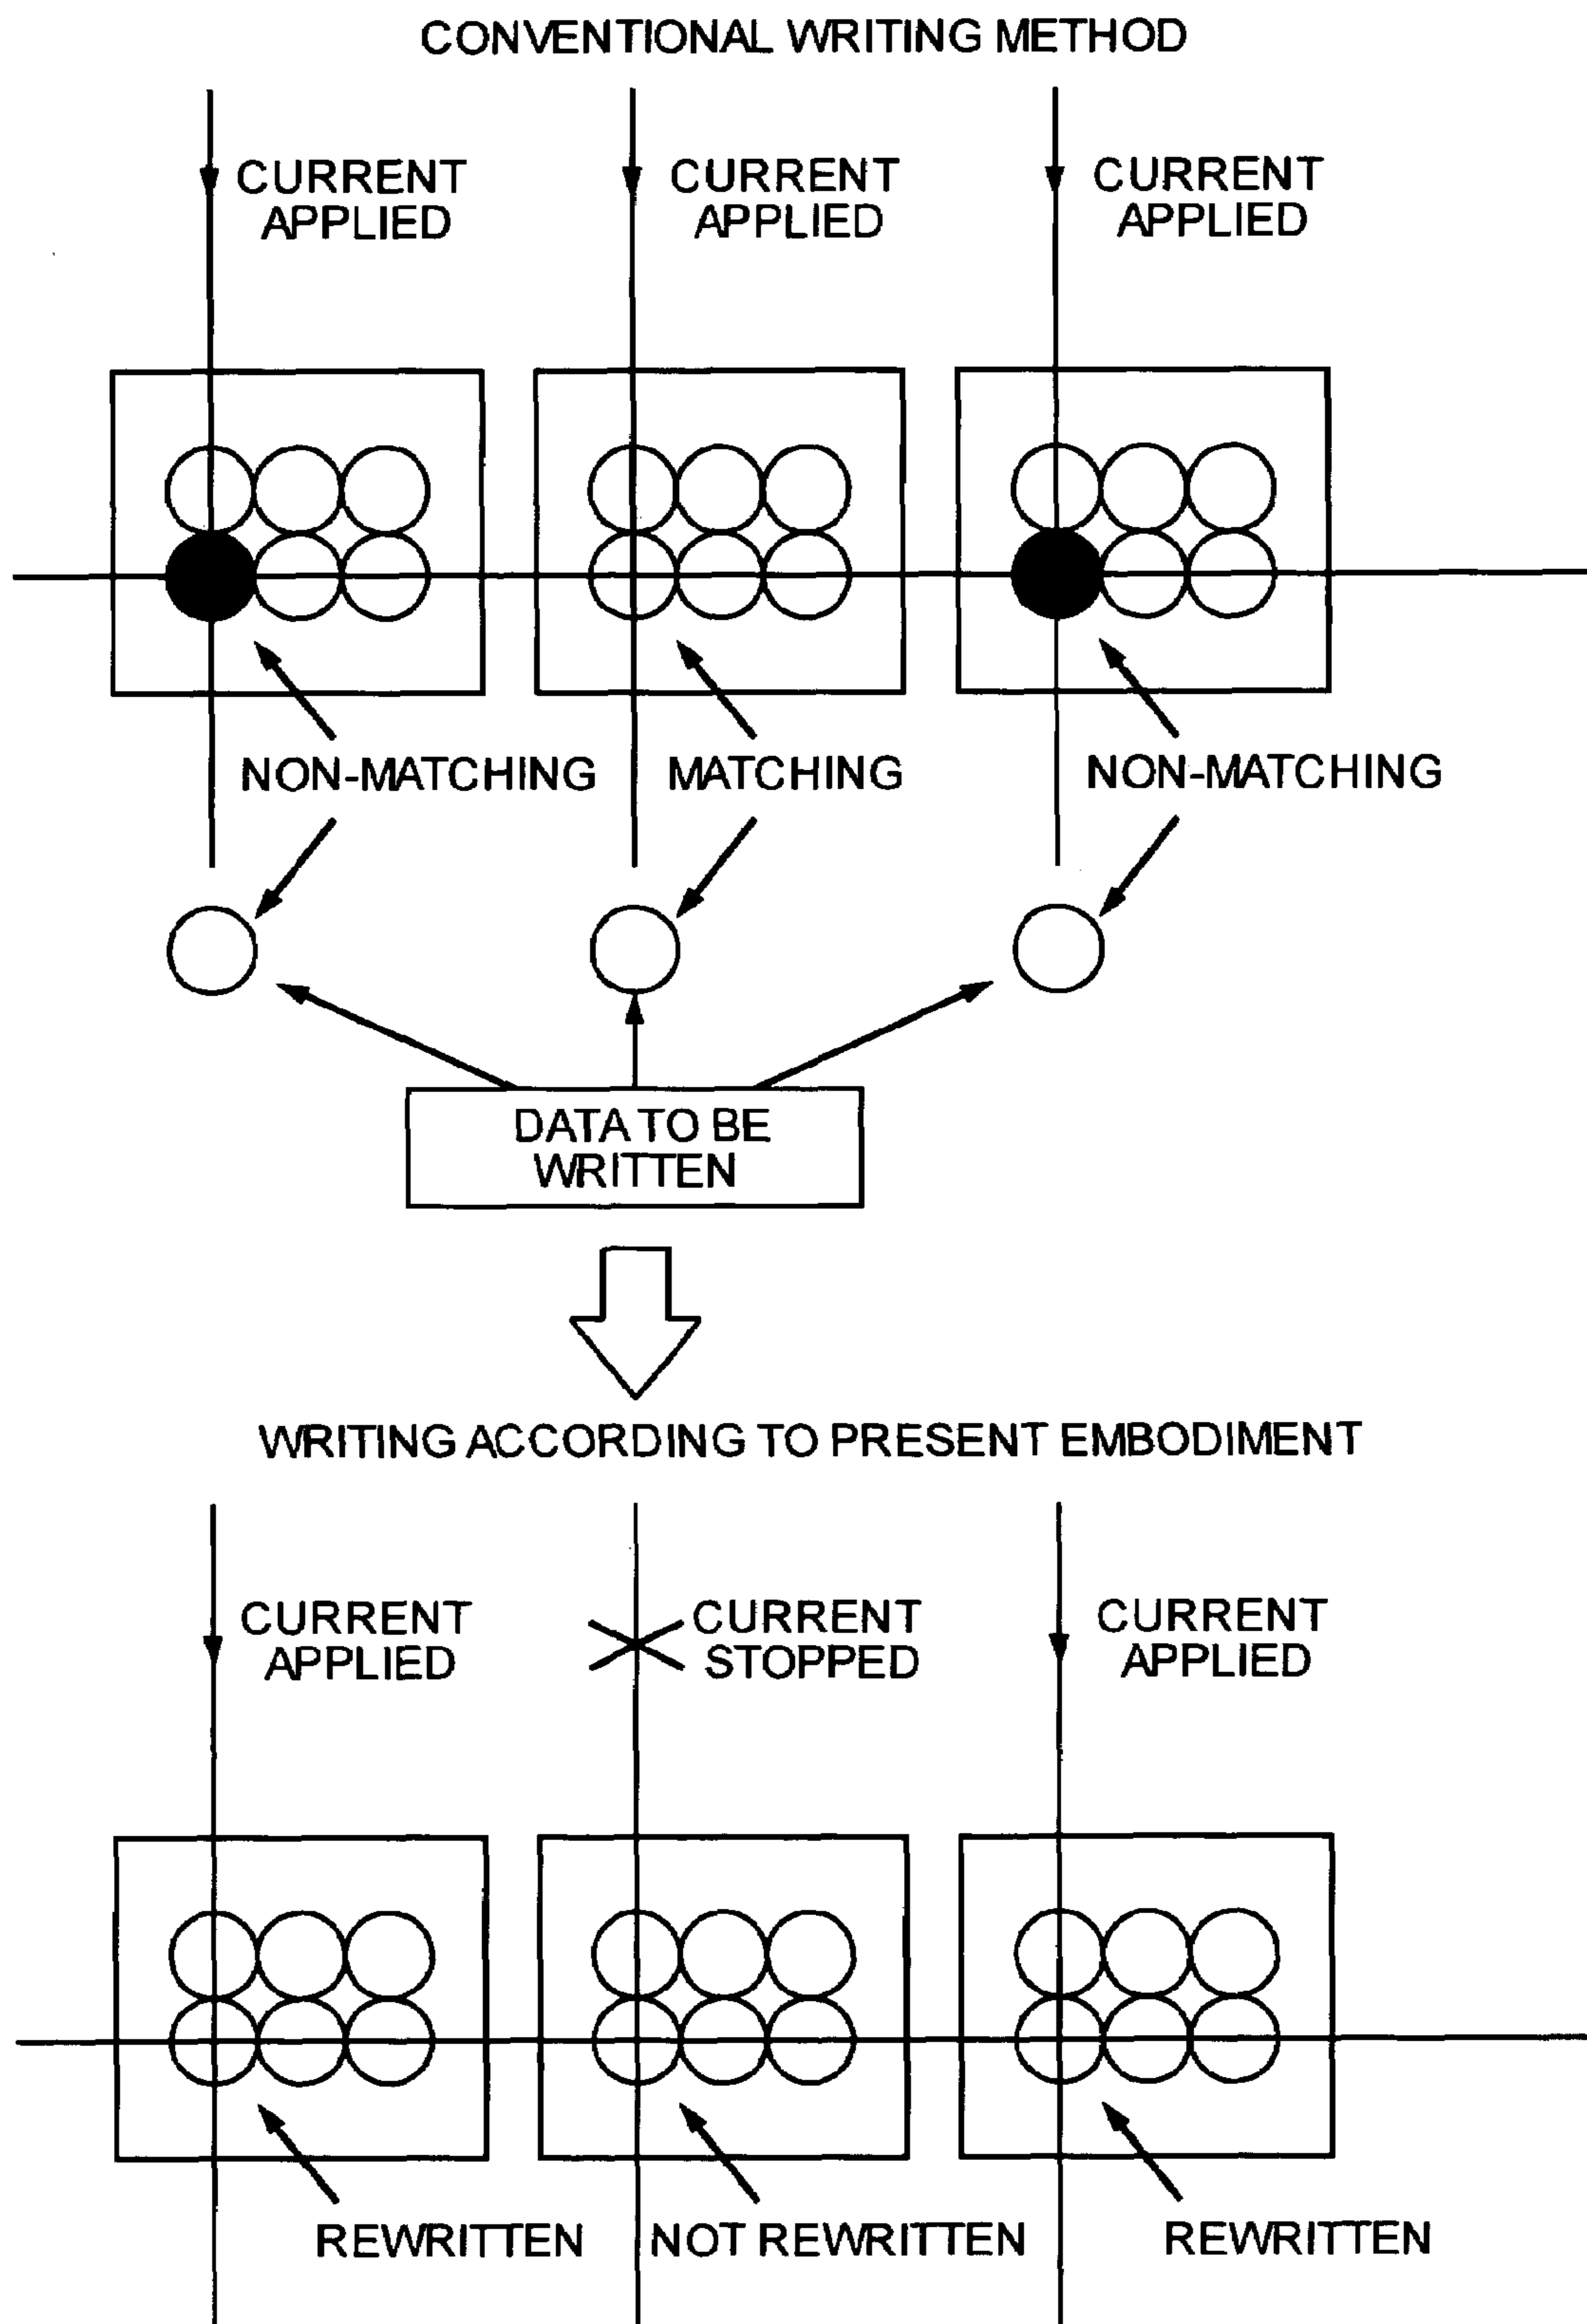 CONVENTIONAL WRITING METHOD
CURRENT
APPLIED
CURRENT
APPLIED
CURRENT
APPLIED
NON-MATCHING
MATCHING
NON-MATCHING
DATA TO BE
WRITTEN
WRITING ACCORDING TO PRESENT EMBODIMENT
CURRENT
APPLIED
CURRENT
STOPPED
CURRENT
APPLIED
REWRITTEN
NOT REWRITTEN
REWRITTEN